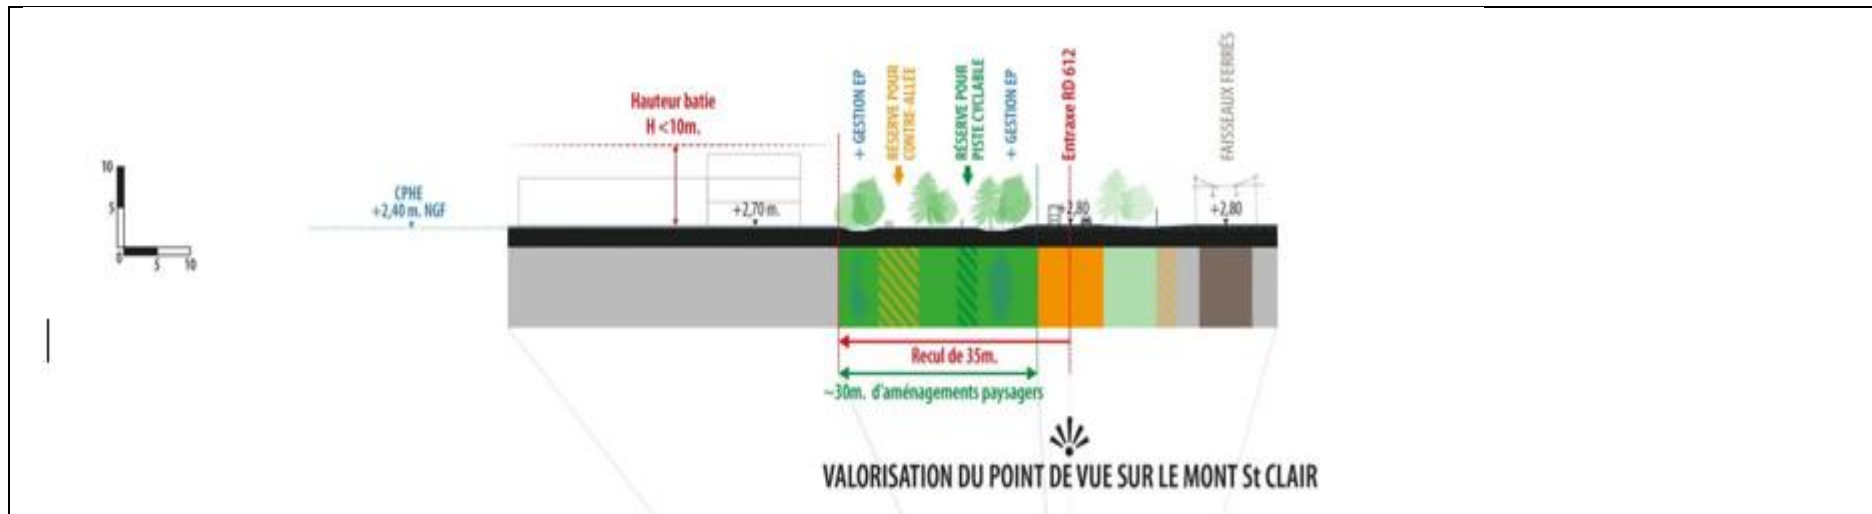 Hauteur batie
H <10m.
+ GESTION EP
RÉSERVE POUR
CONTRE-ALLÉE
RÉSERVE POUR
PISTE CYCLABLE
+ GESTION EP
Entraxe RD 612
FAISSEAUX FERRÉS
10
5
0
5
10
CPHE
+2,40 m. NGF
+2,70 m.
+2,80
+2,80
Recul de 35m.
~30m. d'aménagements paysagers
VALORISATION DU POINT DE VUE SUR LE MONT St CLAIR